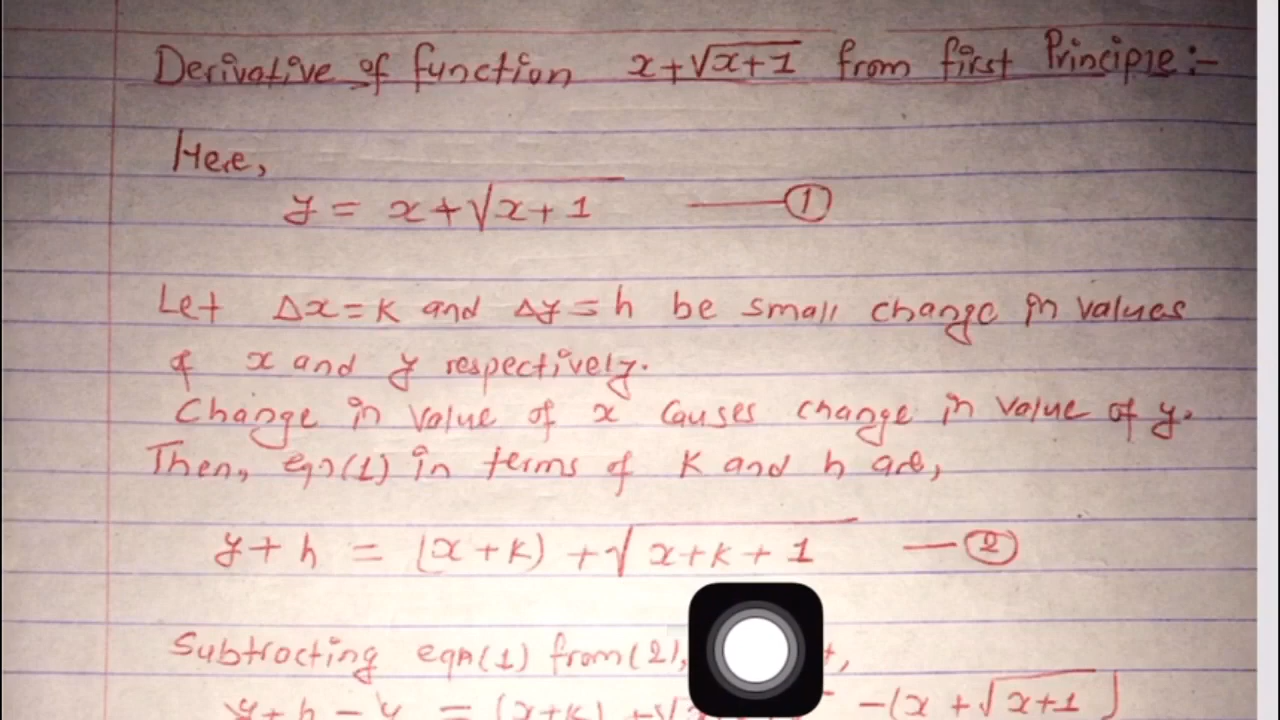 Derivative of function x+√x+1 from first Principle:-
Here,
y = x+√x+1 —①
Let Δx=K and Δy=h be small change in values
of x and y respectively.
Change in value of x causes change in value of y.
Then, eqn(1) in terms of K and h are,
y+h = (x+K) +√x+K+1 —②
Subtracting eqn(1) from(2),
y+h-y = (x+K) +√ -(x+√x+1)